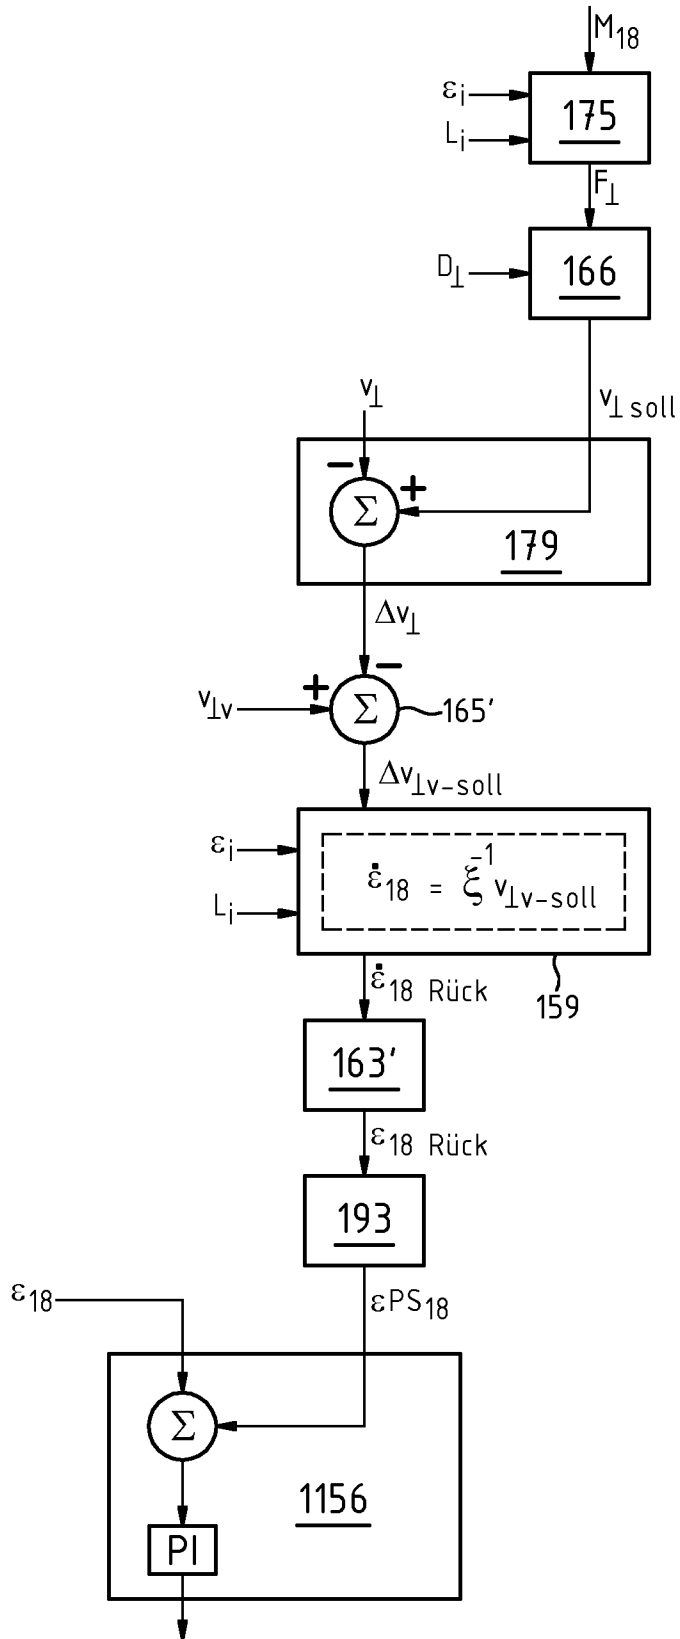 M₁₈
εᵢ
Lᵢ
175
F⊥
D⊥
166
v⊥ soll
v⊥
−
+
Σ
179
Δv⊥
−
+
v⊥v
Σ
165'
Δv⊥v-soll
εᵢ
Lᵢ
ε̇₁₈ = ξ⁻¹ v⊥v-soll
159
ε̇₁₈ Rück
163'
ε₁₈ Rück
193
ε₁₈
εPS₁₈
Σ
1156
PI